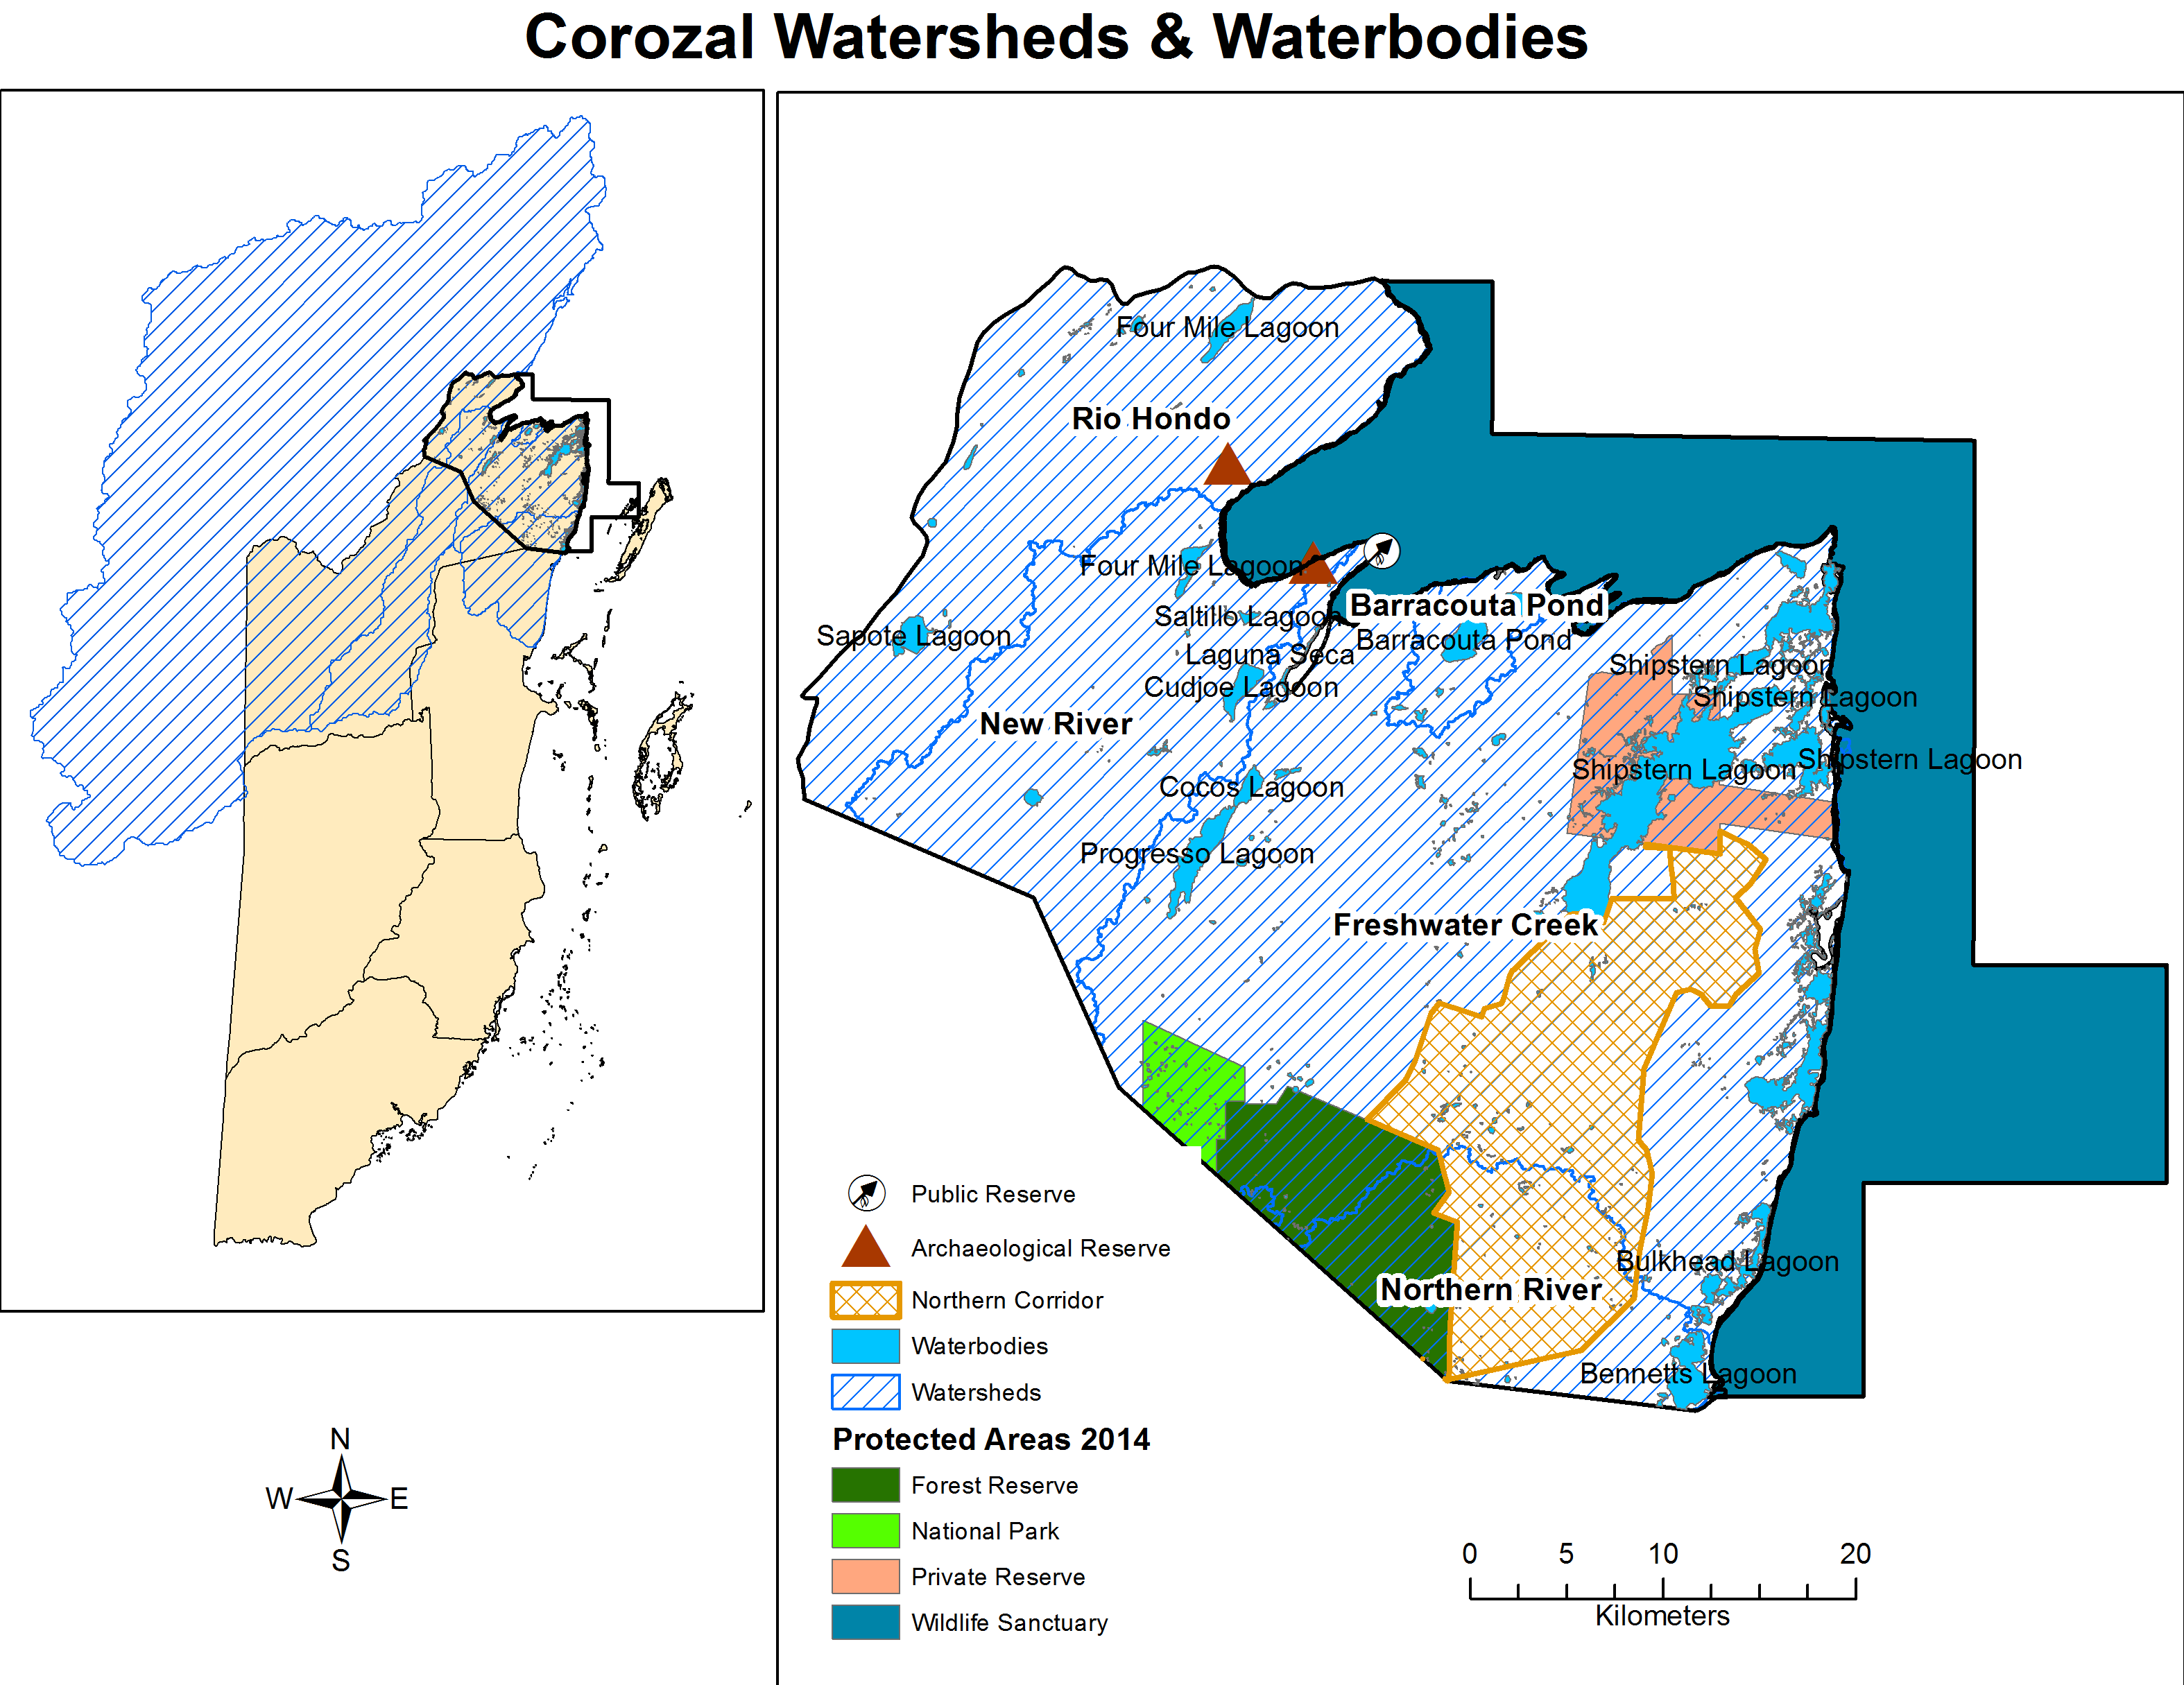 Corozal Watersheds & Waterbodies
Four Mile Lagoon
Rio Hondo
Four Mile Lagoon
Barracouta Pond
Saltillo Lagoon
Sapote Lagoon
Barracouta Pond
Laguna Seca
Shipstern Lagoon
Cudjoe Lagoon
Shipstern Lagoon
New River
Shipstern Lagoon
Shipstern Lagoon
Cocos Lagoon
Progresso Lagoon
Freshwater Creek
Bulkhead Lagoon
Northern River
Bennetts Lagoon
Public Reserve
Archaeological Reserve
Northern Corridor
Waterbodies
Watersheds
Protected Areas 2014
Forest Reserve
National Park
Private Reserve
Wildlife Sanctuary
N
W E
S
0 5 10 20
Kilometers